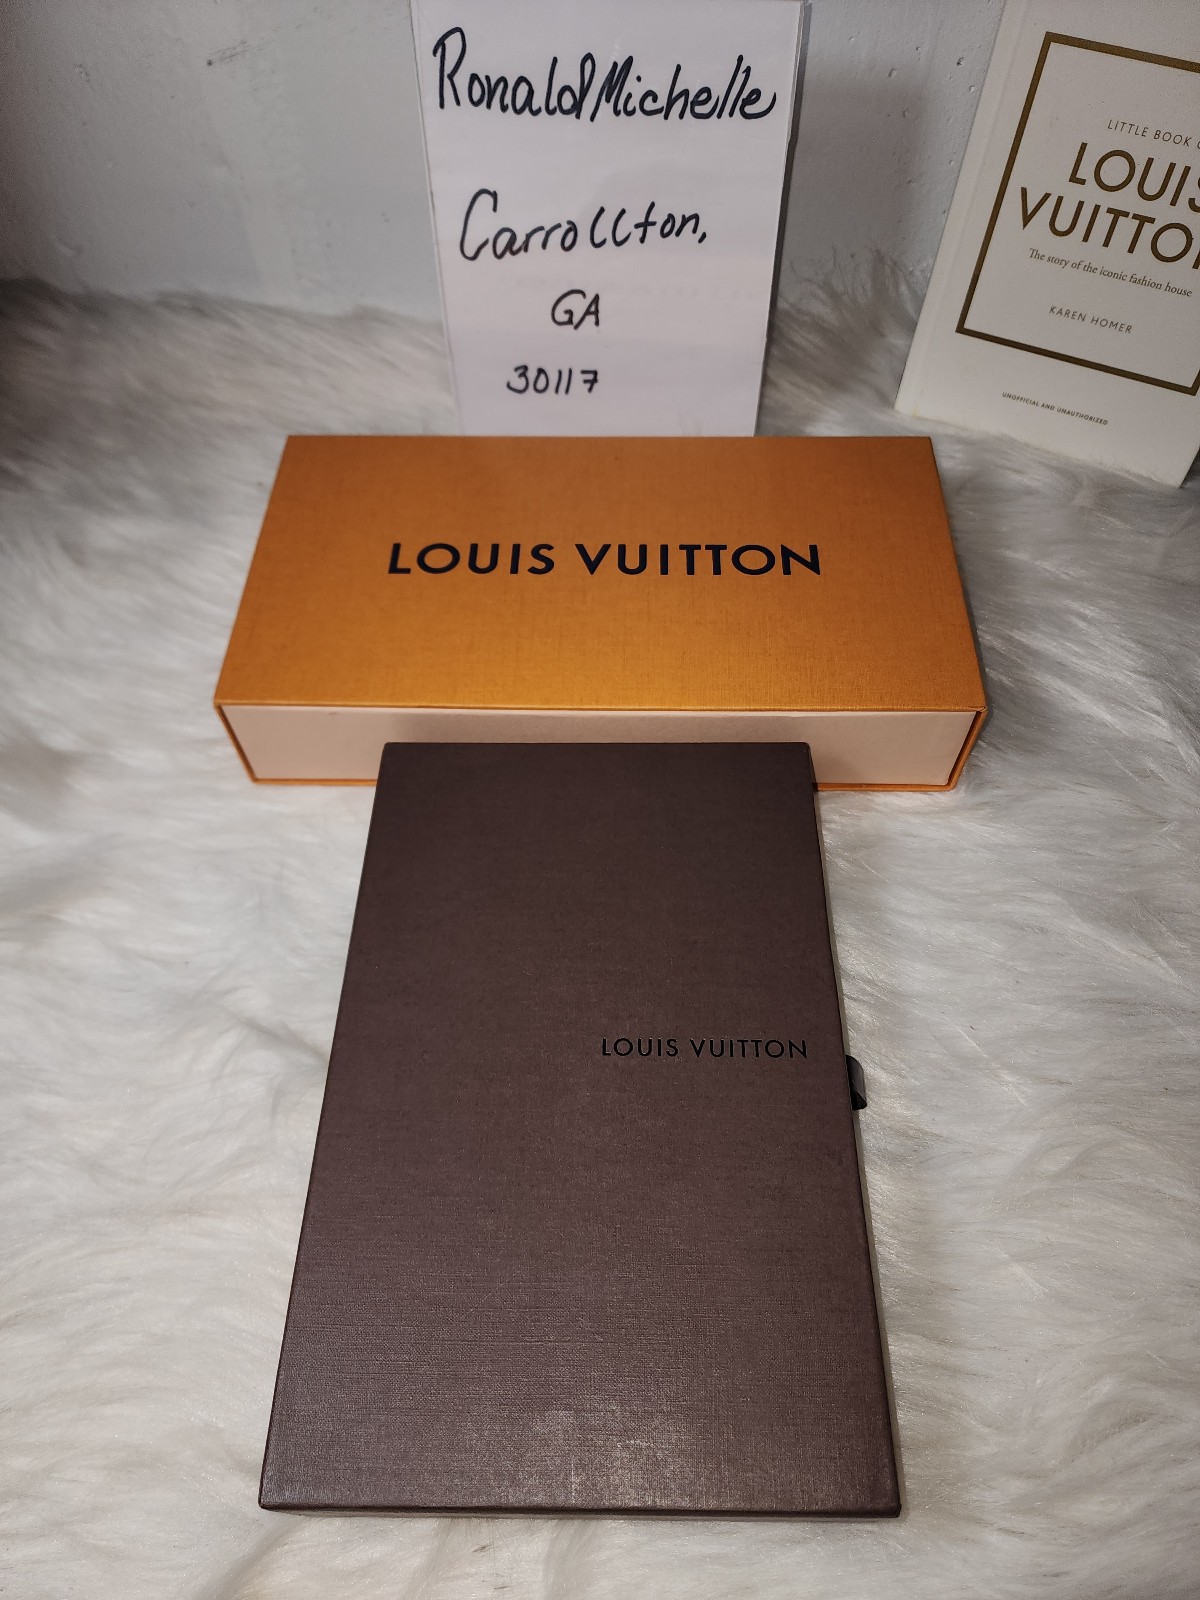 RonaldMichelle
Carrollton,
GA
30117
LITTLE BOOK
LOUIS
VUITTON
The story of the iconic fashion house
KAREN HOMER
UNOFFICIAL AND UNAUTHORIZED
LOUIS VUITTON
LOUIS VUITTON